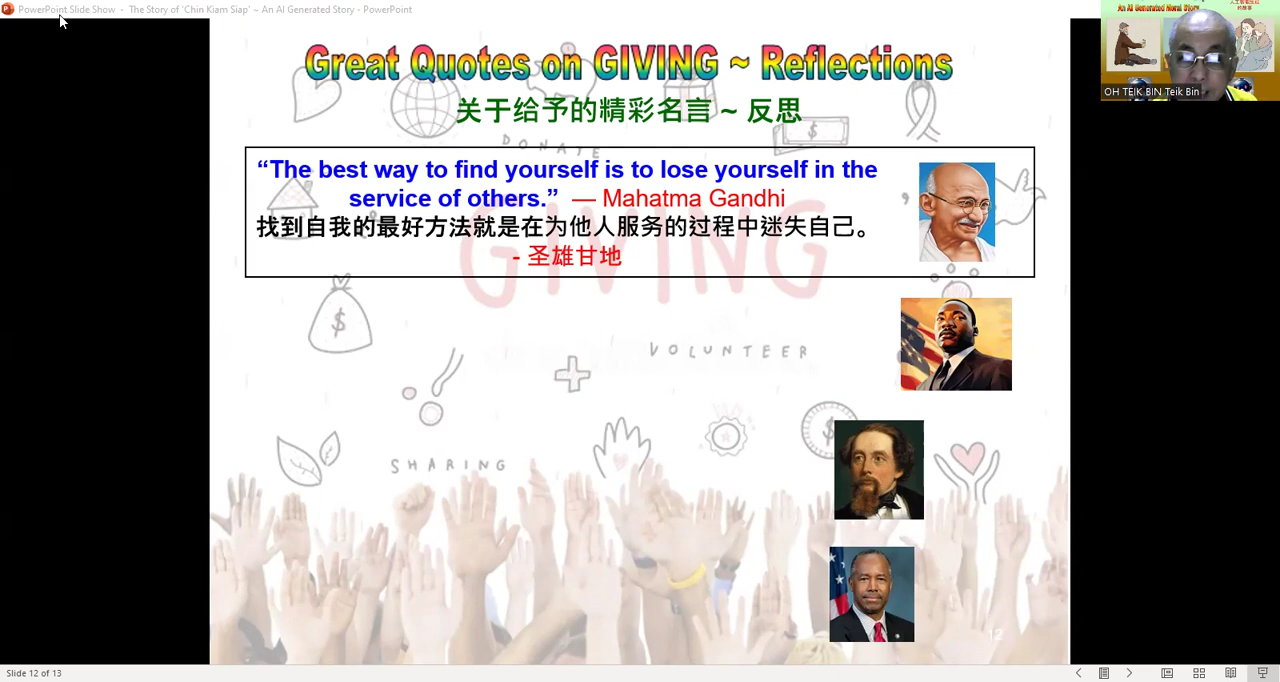 PowerPoint Slide Show - The Story of 'Chin Kiam Siap' ~ An AI Generated Story - PowerPoint
An AI Generated Moral Story
OH TEIK BIN Teik Bin
Great Quotes on GIVING ~ Reflections
关于给予的精彩名言 ~ 反思
DONATE
“The best way to find yourself is to lose yourself in the
service of others.” — Mahatma Gandhi
找到自我的最好方法就是在为他人服务的过程中迷失自己。
- 圣雄甘地
GIVING
VOLUNTEER
SHARING
12
Slide 12 of 13